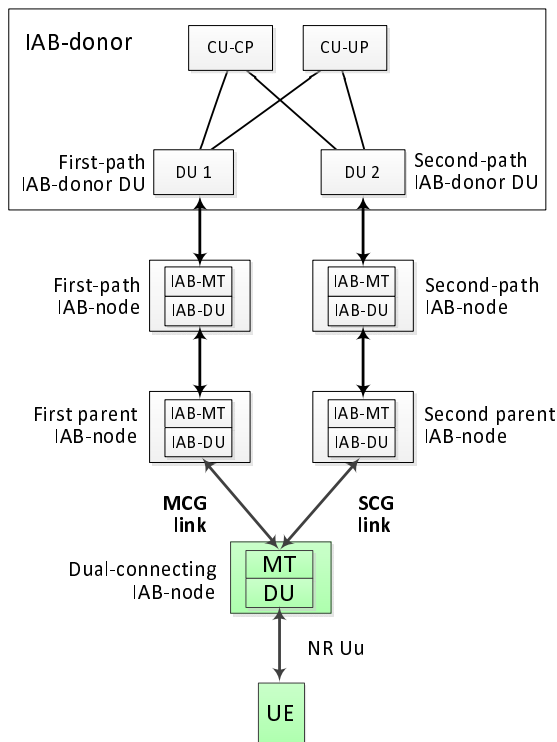 IAB-donor
CU-CP
CU-UP
First-path
IAB-donor DU
DU 1
DU 2
Second-path
IAB-donor DU
First-path
IAB-node
IAB-MT
IAB-DU
IAB-MT
IAB-DU
Second-path
IAB-node
First parent
IAB-node
IAB-MT
IAB-DU
IAB-MT
IAB-DU
Second parent
IAB-node
MCG
link
SCG
link
Dual-connecting
IAB-node
MT
DU
NR Uu
UE